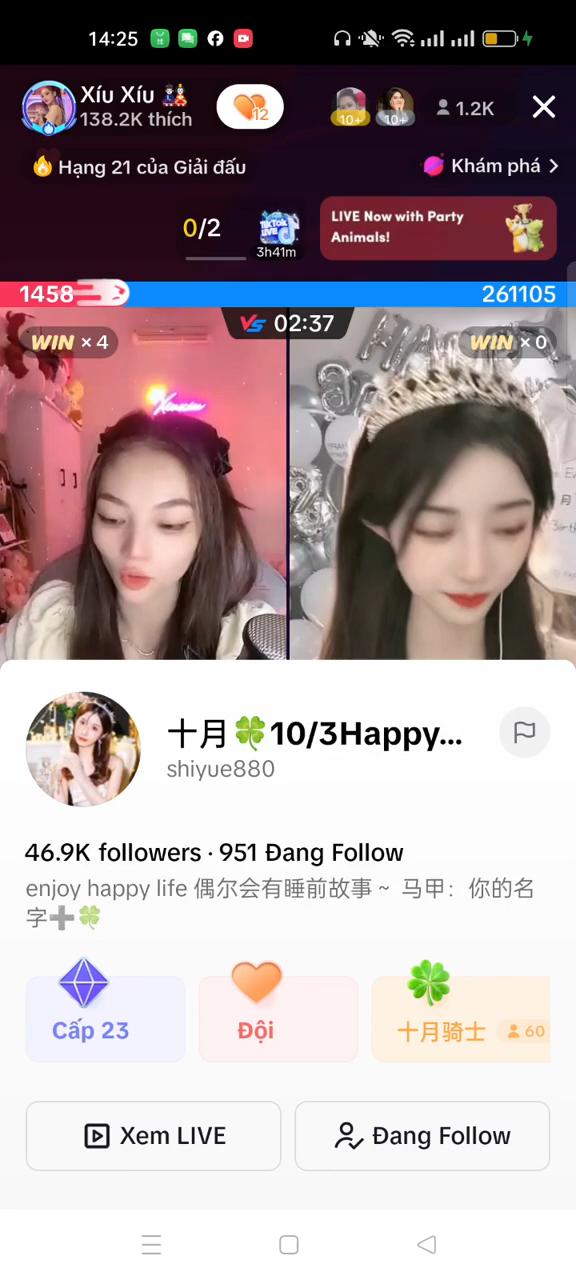 14:25
Xíu Xíu 🎎
138.2K thích
12
10+
10+
1.2K
🔥 Hạng 21 của Giải đấu
Khám phá >
0/2
TIKTOK LIVE
3h41m
LIVE Now with Party
Animals!
1458
261105
VS 02:37
WIN × 4
WIN × 0
十月🍀10/3Happy...
shiyue880
46.9K followers · 951 Đang Follow
enjoy happy life 偶尔会有睡前故事 ~ 马甲：你的名
字➕🍀
Cấp 23
Đội
十月骑士
60
Xem LIVE
Đang Follow